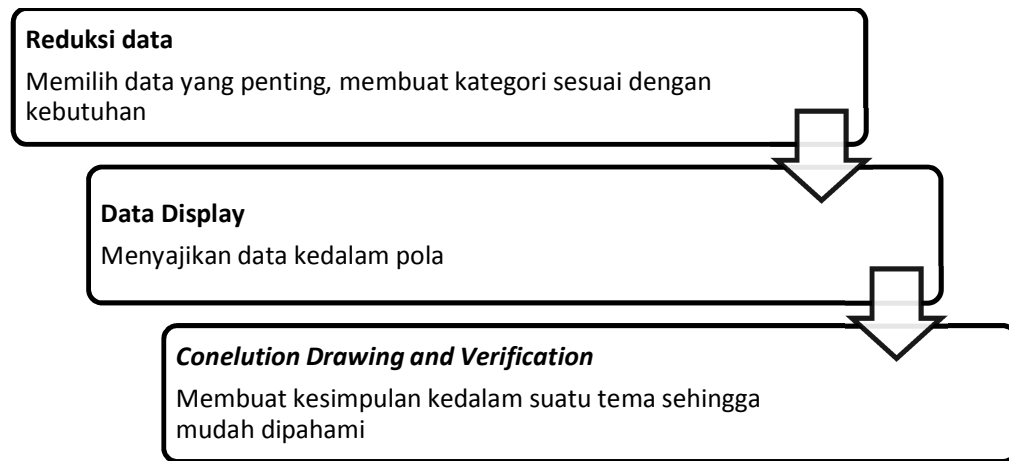 Reduksi data
Memilih data yang penting, membuat kategori sesuai dengan
kebutuhan
Data Display
Menyajikan data kedalam pola
Conelution Drawing and Verification
Membuat kesimpulan kedalam suatu tema sehingga
mudah dipahami